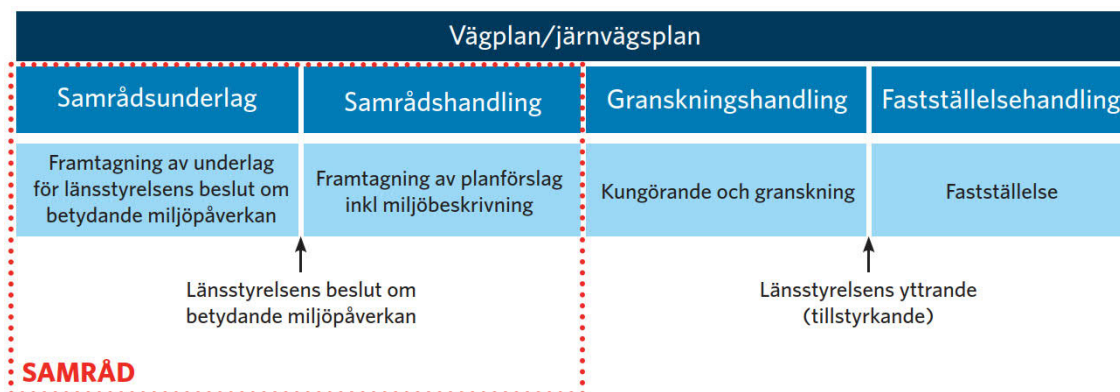 Vägplan/järnvägsplan
Samrådsunderlag
Samrådshandling
Granskningshandling
Fastställelsehandling
Framtagning av underlag
för länsstyrelsens beslut om
betydande miljöpåverkan
Framtagning av planförslag
inkl miljöbeskrivning
Kungörande och granskning
Fastställelse
Länsstyrelsens beslut om
betydande miljöpåverkan
Länsstyrelsens yttrande
(tillstyrkande)
SAMRÅD